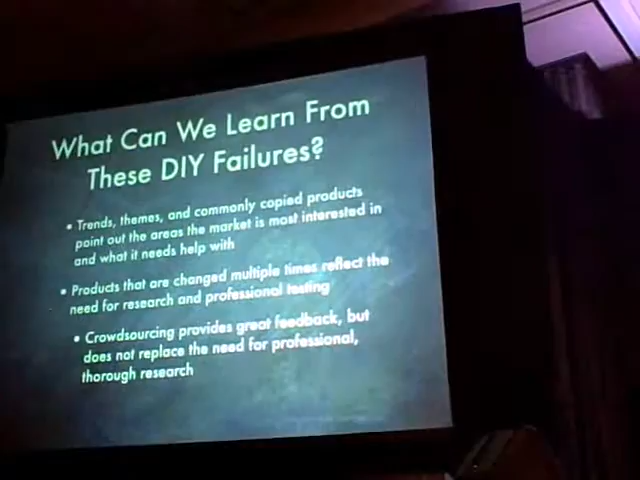 What Can We Learn From
These DIY Failures?
• Trends, themes, and commonly copied products
point out the areas the market is most interested in
and what it needs help with
• Products that are changed multiple times reflect the
need for research and professional testing
• Crowdsourcing provides great feedback, but
does not replace the need for professional,
thorough research